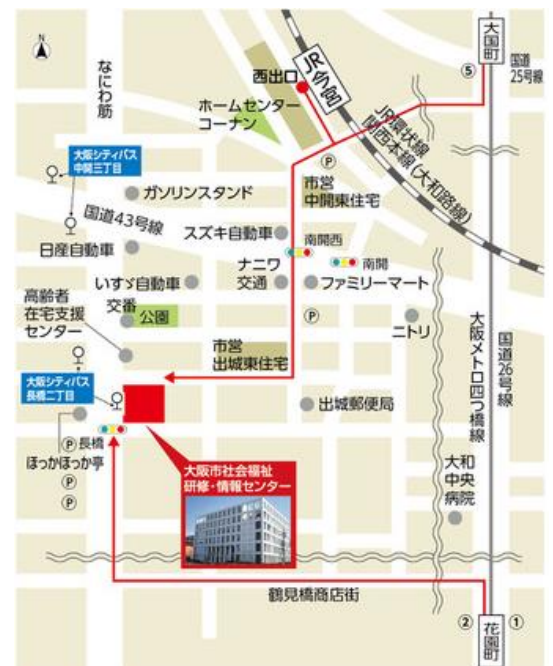 N
なにわ筋
大国町
⑤
国道
25号線
JR今宮
西出口
ホームセンター
コーナン
JR環状線
関西本線(大和路線)
大阪シティバス
中開三丁目
P
ガソリンスタンド
市営
中開東住宅
国道43号線
スズキ自動車
日産自動車
南開西
南開
いすゞ自動車
ナニワ
交通
ファミリーマート
高齢者
在宅支援
センター
交番
公園
P
ニトリ
市営
出城東住宅
大阪メトロ四つ橋線
国道26号線
大阪シティバス
長橋二丁目
出城郵便局
P
長橋
ほっかほっか亭
P
P
大阪市社会福祉
研修・情報センター
大和
中央
病院
鶴見橋商店街
②
花園町
①